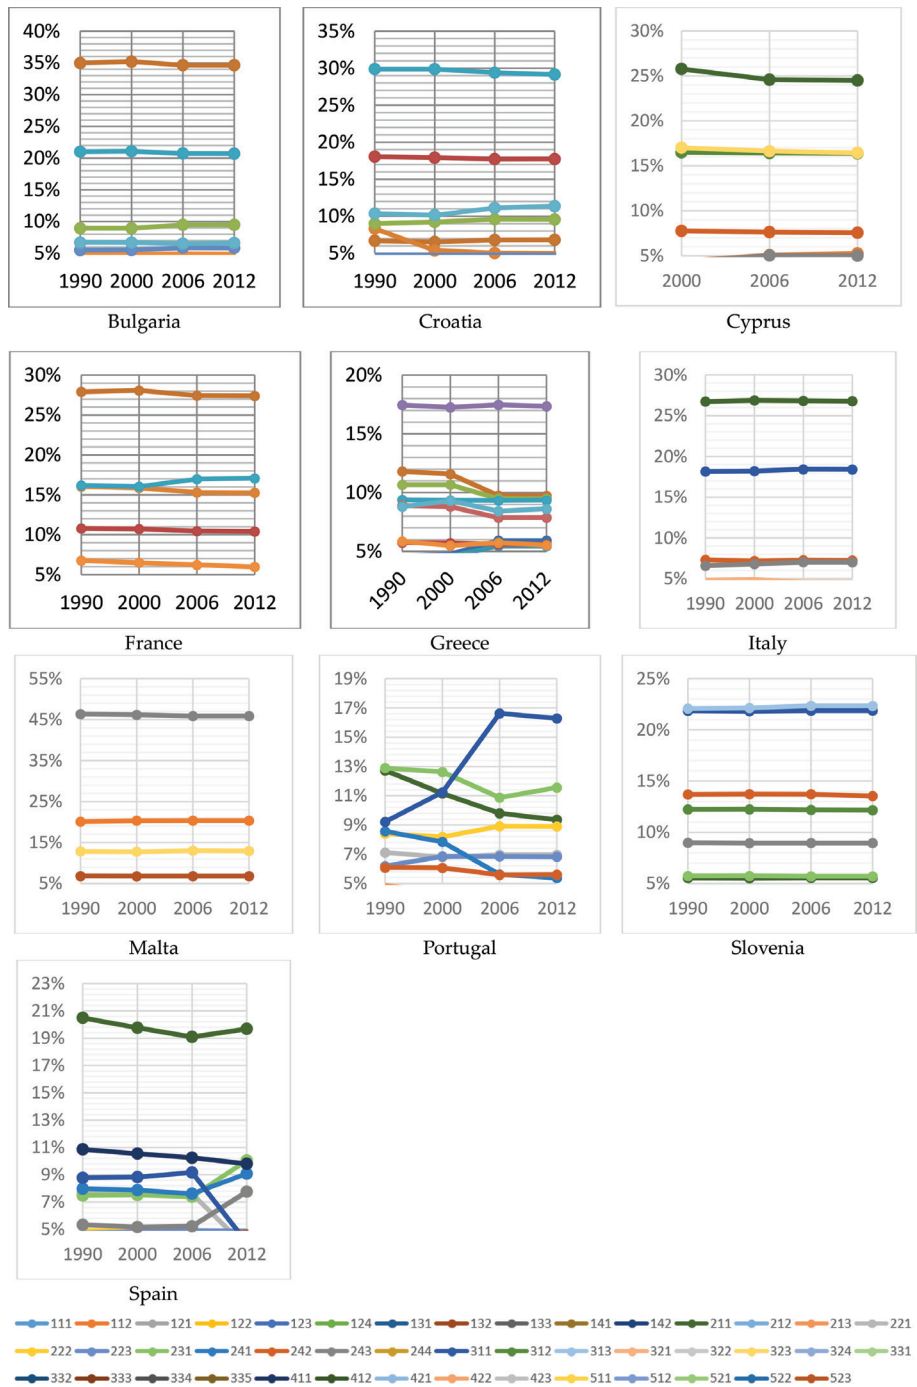 40%
35%
30%
25%
20%
15%
10%
5%
1990 2000 2006 2012
Bulgaria
35%
30%
25%
20%
15%
10%
5%
1990 2000 2006 2012
Croatia
30%
25%
20%
15%
10%
5%
2000 2006 2012
Cyprus
30%
25%
20%
15%
10%
5%
1990 2000 2006 2012
France
20%
15%
10%
5%
1990 2000 2006 2012
Greece
30%
25%
20%
15%
10%
5%
1990 2000 2006 2012
Italy
55%
45%
35%
25%
15%
5%
1990 2000 2006 2012
Malta
19%
17%
15%
13%
11%
9%
7%
5%
1990 2000 2006 2012
Portugal
25%
20%
15%
10%
5%
1990 2000 2006 2012
Slovenia
23%
21%
19%
17%
15%
13%
11%
9%
7%
5%
1990 2000 2006 2012
Spain
111 112 121 122 123 124 131 132 133 141 142 211 212 213 221
222 223 231 241 242 243 244 311 312 313 321 322 323 324 331
332 333 334 335 411 412 421 422 423 511 512 521 522 523